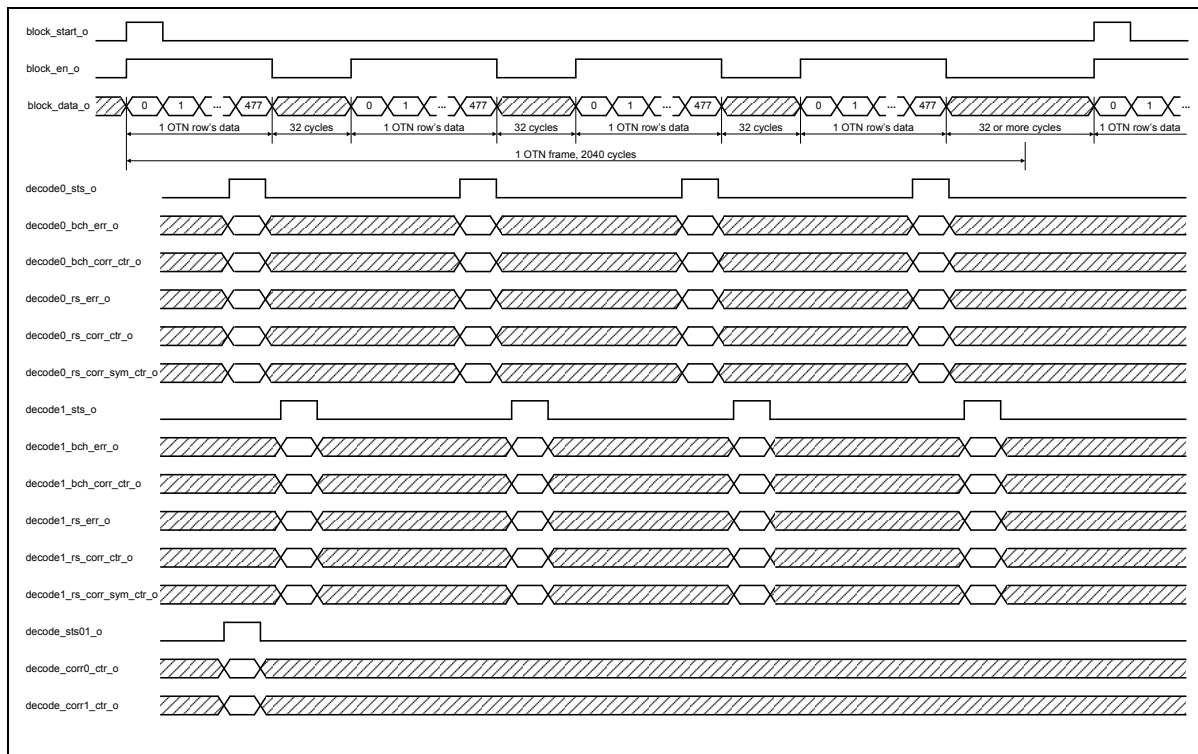 block_start_o
block_en_o
block_data_o 0 1 ... 477 0 1 ... 477 0 1 ... 477 0 1 ... 477 0 1 ...
1 OTN row's data 32 cycles 1 OTN row's data 32 cycles 1 OTN row's data 32 cycles 1 OTN row's data 32 or more cycles 1 OTN row's data
1 OTN frame, 2040 cycles
decode0_sts_o
decode0_bch_err_o
decode0_bch_corr_ctr_o
decode0_rs_err_o
decode0_rs_corr_ctr_o
decode0_rs_corr_sym_ctr_o
decode1_sts_o
decode1_bch_err_o
decode1_bch_corr_ctr_o
decode1_rs_err_o
decode1_rs_corr_ctr_o
decode1_rs_corr_sym_ctr_o
decode_sts01_o
decode_corr0_ctr_o
decode_corr1_ctr_o